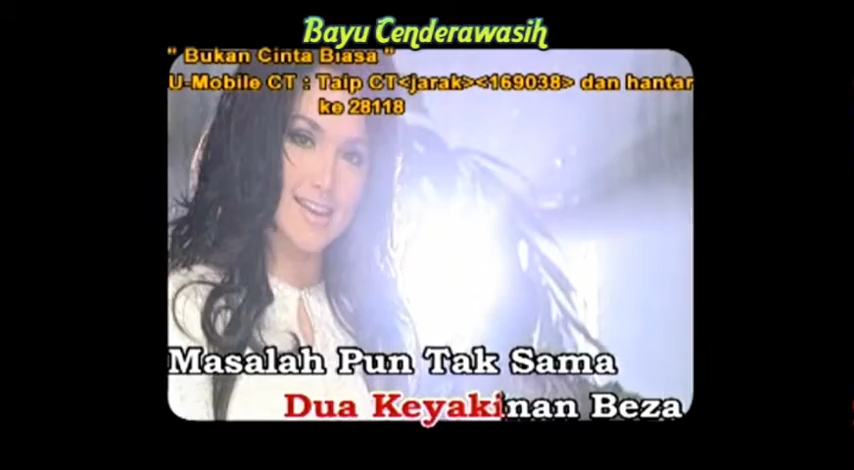 Bayu Cenderawasih
" Bukan Cinta Biasa "
U-Mobile CT : Taip CT<jarak><169038> dan hantar
ke 28118
Masalah Pun Tak Sama
Dua Keyakinan Beza